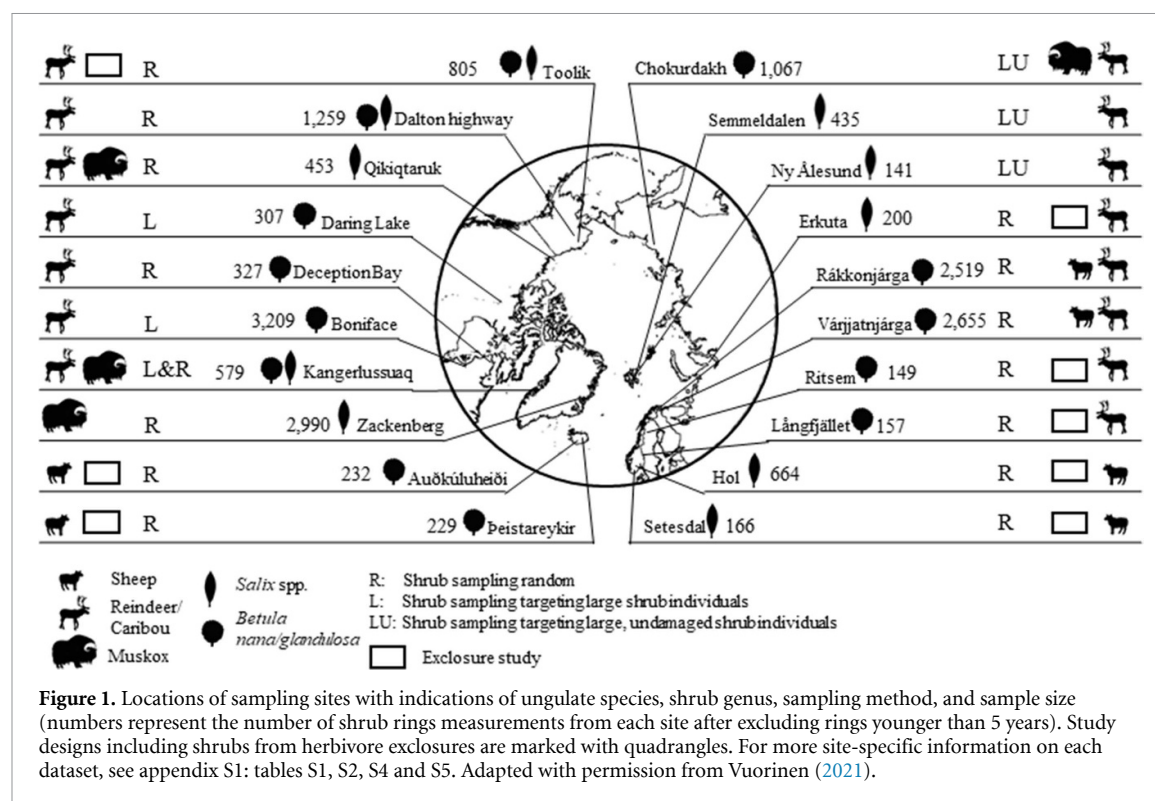 R 805 Toolik
R 1,259 Dalton highway
R 453 Qikiqtaruk
L 307 Daring Lake
R 327 Deception Bay
L 3,209 Boniface
L&R 579 Kangerlussuaq
R 2,990 Zackenberg
R 232 Auðkúluheiði
R 229 Þeistareykir
Chokurdakh 1,067 LU
Semmeldalen 435 LU
Ny Ålesund 141 LU
Erkuta 200 R
Rákkonjárga 2,519 R
Várjjatnjárga 2,655 R
Ritsem 149 R
Långfjället 157 R
Hol 664 R
Setesdal 166 R
Sheep
Reindeer/
Caribou
Muskox
Salix spp.
Betula
nana/glandulosa
R: Shrub sampling random
L: Shrub sampling targeting large shrub individuals
LU: Shrub sampling targeting large, undamaged shrub individuals
Exclosure study
Figure 1. Locations of sampling sites with indications of ungulate species, shrub genus, sampling method, and sample size
(numbers represent the number of shrub rings measurements from each site after excluding rings younger than 5 years). Study
designs including shrubs from herbivore exclosures are marked with quadrangles. For more site-specific information on each
dataset, see appendix S1: tables S1, S2, S4 and S5. Adapted with permission from Vuorinen (2021).